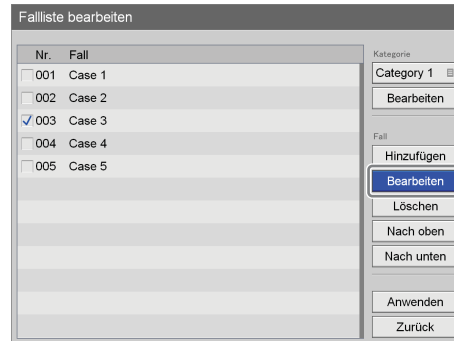 Fallliste bearbeiten
Nr. Fall
001 Case 1
002 Case 2
003 Case 3
004 Case 4
005 Case 5
Kategorie
Category 1
Bearbeiten
Fall
Hinzufügen
Bearbeiten
Löschen
Nach oben
Nach unten
Anwenden
Zurück